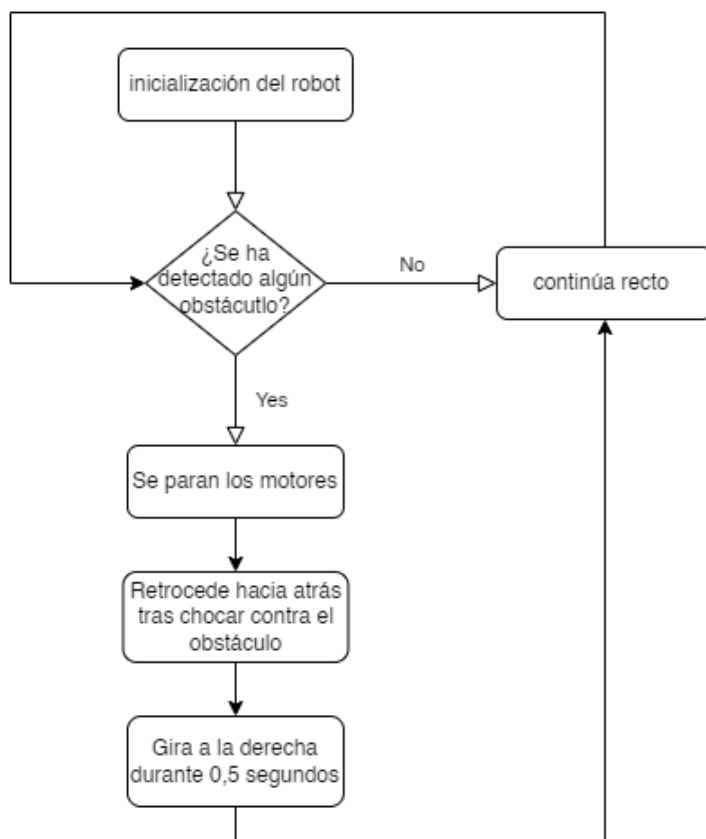 inicialización del robot
¿Se ha
detectado algún
obstácutlo?
No
continúa recto
Yes
Se paran los motores
Retrocede hacia atrás
tras chocar contra el
obstáculo
Gira a la derecha
durante 0,5 segundos